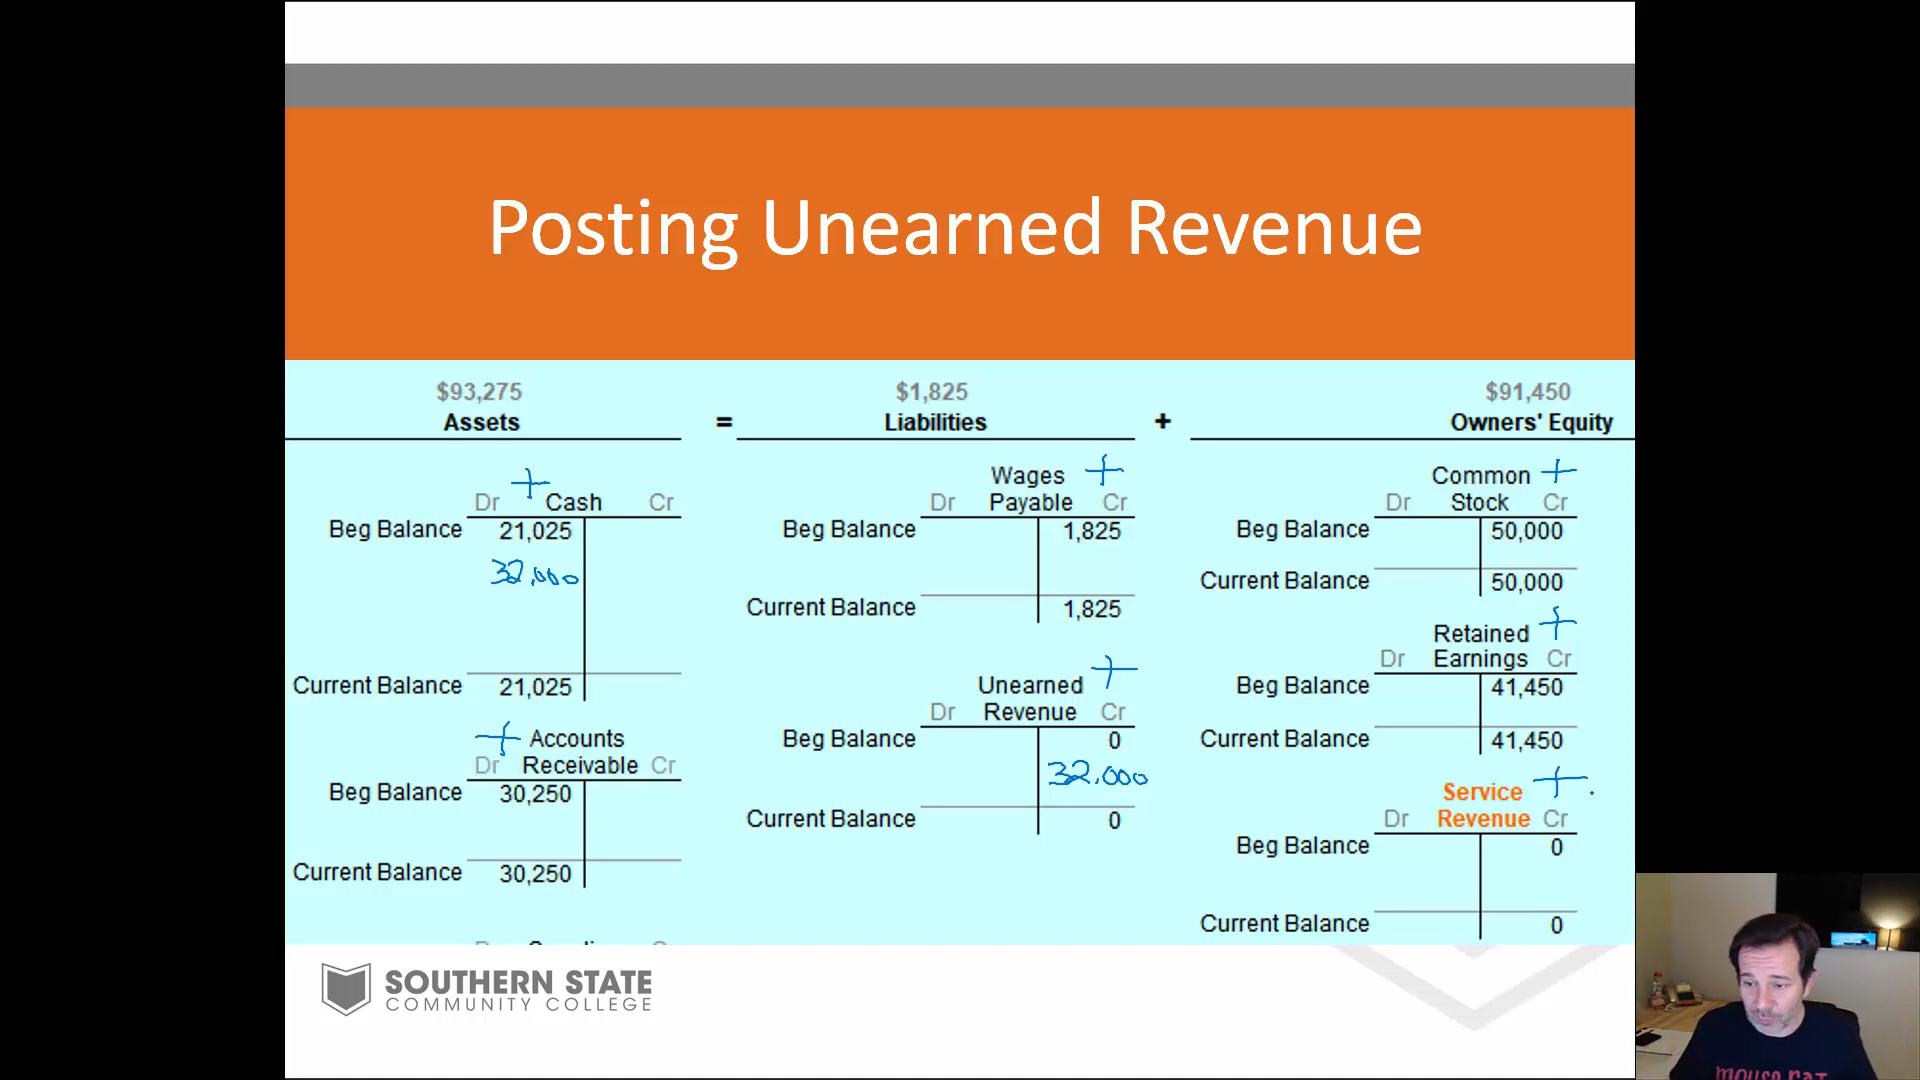 Posting Unearned Revenue
$93,275 $1,825 $91,450
Assets = Liabilities + Owners' Equity
+
Dr Cash Cr
Beg Balance 21,025
32,000
Current Balance 21,025
+ Accounts
Dr Receivable Cr
Beg Balance 30,250
Current Balance 30,250
Wages +
Dr Payable Cr
Beg Balance 1,825
Current Balance 1,825
+
Unearned
Dr Revenue Cr
Beg Balance 0
32,000
Current Balance 0
Common +
Dr Stock Cr
Beg Balance 50,000
Current Balance 50,000
Retained +
Dr Earnings Cr
Beg Balance 41,450
Current Balance 41,450
Service +
Dr Revenue Cr
Beg Balance 0
Current Balance 0
SOUTHERN STATE
COMMUNITY COLLEGE